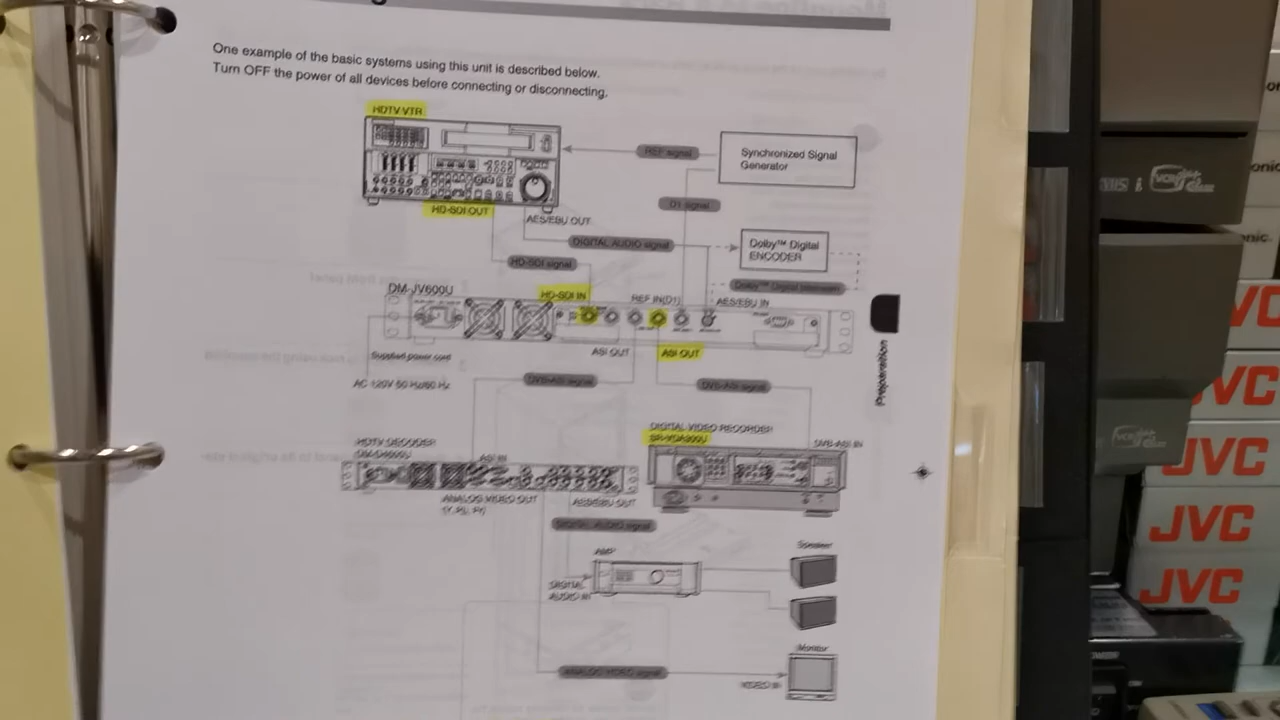 One example of the basic systems using this unit is described below.
Turn OFF the power of all devices before connecting or disconnecting.
HDTV VTR
REF signal
Synchronized Signal
Generator
D1 signal
HD-SDI OUT
AES/EBU OUT
DIGITAL AUDIO signal
Dolby™ Digital
ENCODER
HD-SDI signal
Dolby™ Digital bitstream
DM-JV600U
HD-SDI IN
REF IN(D1)
AES/EBU IN
Supplied power cord
ASI OUT
ASI OUT
AC 120V 50 Hz/60 Hz
DVB-ASI signal
DVB-ASI signal
Preparation
HDTV DECODER
ASI IN
DIGITAL VIDEO RECORDER
DVB-ASI IN
ANALOG VIDEO OUT
AES/EBU OUT
DIGITAL AUDIO signal
AMP
Speaker
DIGITAL
AUDIO IN
Monitor
ANALOG VIDEO signal
VIDEO IN
VHS
VCR
JVC
JVC
JVC
JVC